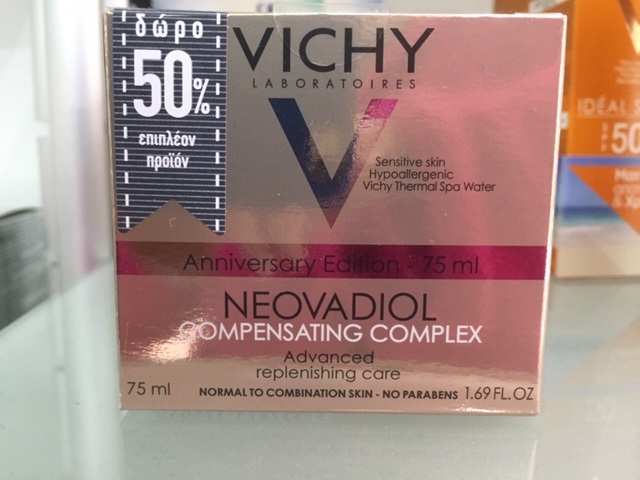 δώρο
50%
επιπλέον
προϊόν
VICHY
LABORATOIRES
V
Sensitive skin
Hypoallergenic
Vichy Thermal Spa Water
Anniversary Edition - 75 ml
NEOVADIOL
COMPENSATING COMPLEX
Advanced
replenishing care
75 ml
NORMAL TO COMBINATION SKIN - NO PARABENS 1.69 FL.OZ
IDÉAL
SPF 50